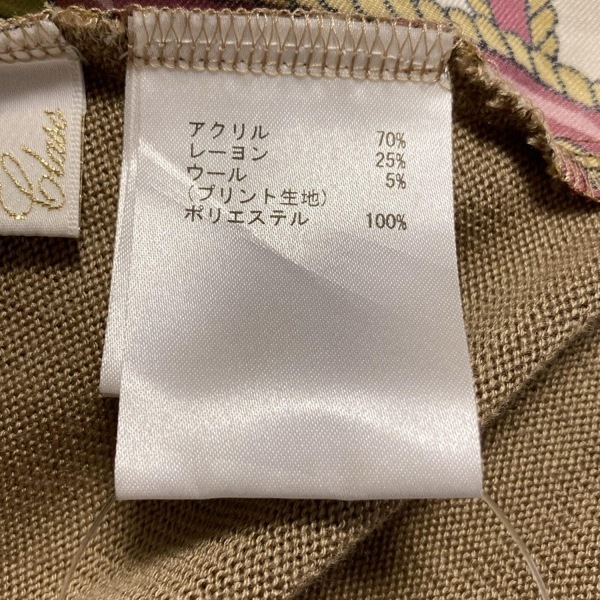 アクリル 70%
レーヨン 25%
ウール 5%
(プリント生地)
ポリエステル 100%